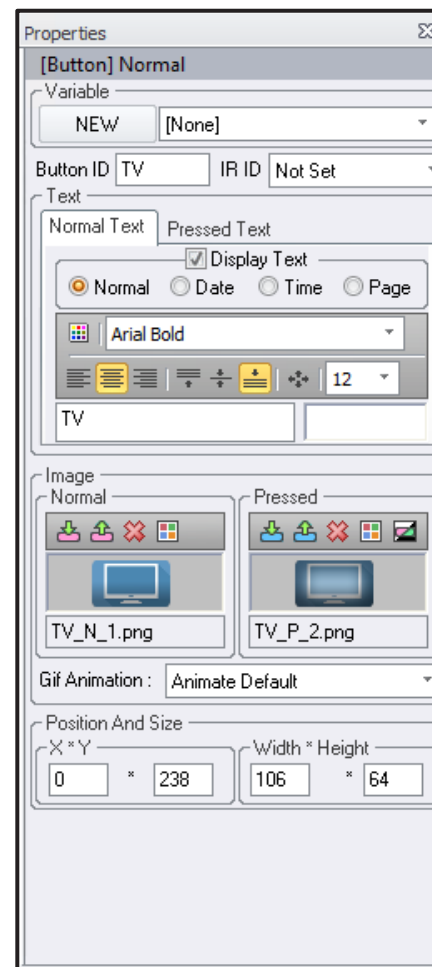 Properties
[Button] Normal
Variable
NEW [None]
Button ID TV IR ID Not Set
Text
Normal Text Pressed Text
Display Text
Normal Date Time Page
Arial Bold
12
TV
Image
Normal Pressed
TV_N_1.png TV_P_2.png
Gif Animation : Animate Default
Position And Size
X * Y Width * Height
0 * 238 106 * 64